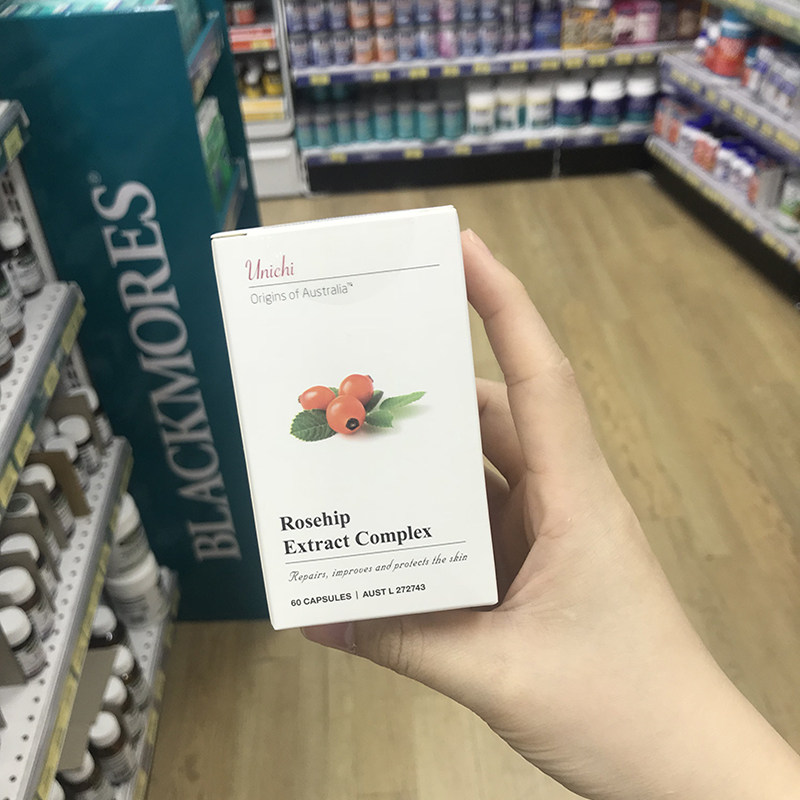 BLACKMORES®
Unichi
Origins of Australia™
Rosehip
Extract Complex
Repairs, improves and protects the skin
60 CAPSULES | AUST L 272743